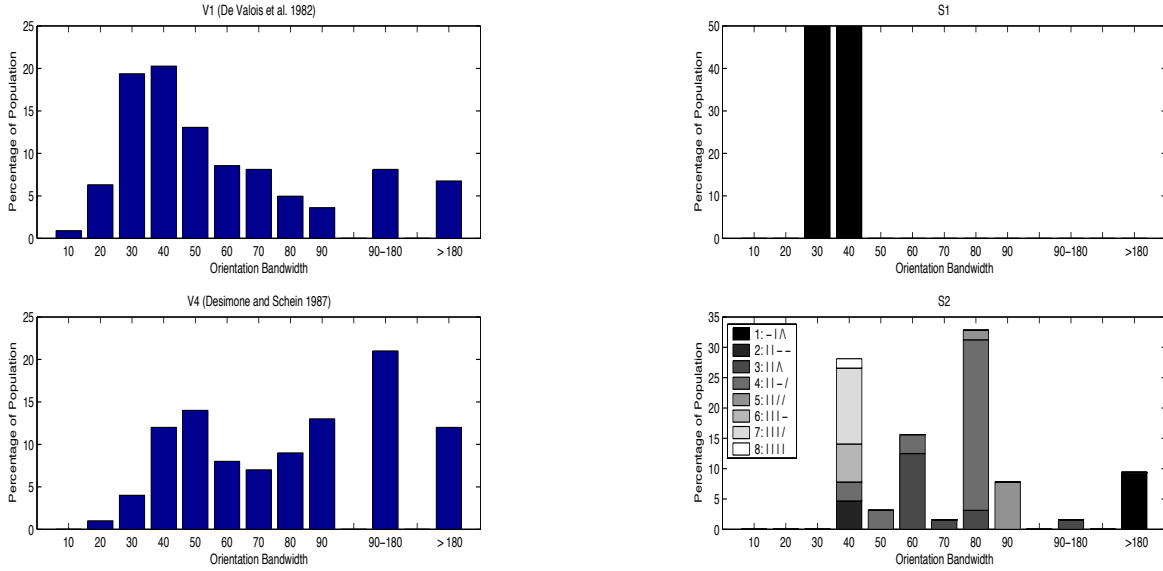 V1 (De Valois et al. 1982)
Percentage of Population
25
20
15
10
5
0
10 20 30 40 50 60 70 80 90 90–180 > 180
Orientation Bandwidth
S1
Percentage of Population
50
40
30
20
10
0
10 20 30 40 50 60 70 80 90 90–180 >180
Orientation Bandwidth
V4 (Desimone and Schein 1987)
Percentage of Population
25
20
15
10
5
0
10 20 30 40 50 60 70 80 90 90–180 > 180
Orientation Bandwidth
S2
Percentage of Population
35
30
25
20
15
10
5
0
1: – | / \
2: | | – –
3: | | / \
4: | | – /
5: | | / /
6: | | | –
7: | | | /
8: | | | |
10 20 30 40 50 60 70 80 90 90–180 >180
Orientation Bandwidth